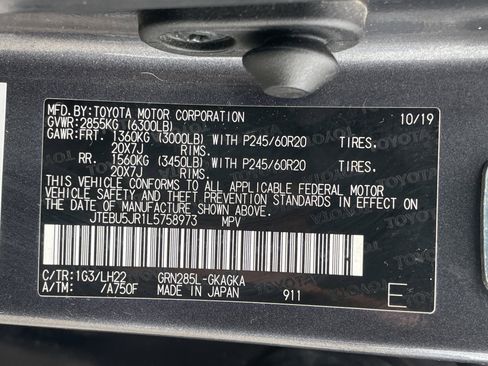 MFD.BY:TOYOTA MOTOR CORPORATION 10/19
GVWR:2855KG (6300LB)
GAWR:FRT. 1360KG (3000LB) WITH P245/60R20 TIRES.
20X7J RIMS.
RR. 1560KG (3450LB) WITH P245/60R20 TIRES.
20X7J RIMS.
THIS VEHICLE CONFORMS TO ALL APPLICABLE FEDERAL MOTOR
VEHICLE SAFETY AND THEFT PREVENTION STANDARDS IN EFFECT ON
THE DATE OF MANUFACTURE SHOWN ABOVE.
JTEBU5JR1L5758973 MPV
C/TR:1G3/LH22 GRN285L-GKAGKA
A/TM: /A750F MADE IN JAPAN 911 E